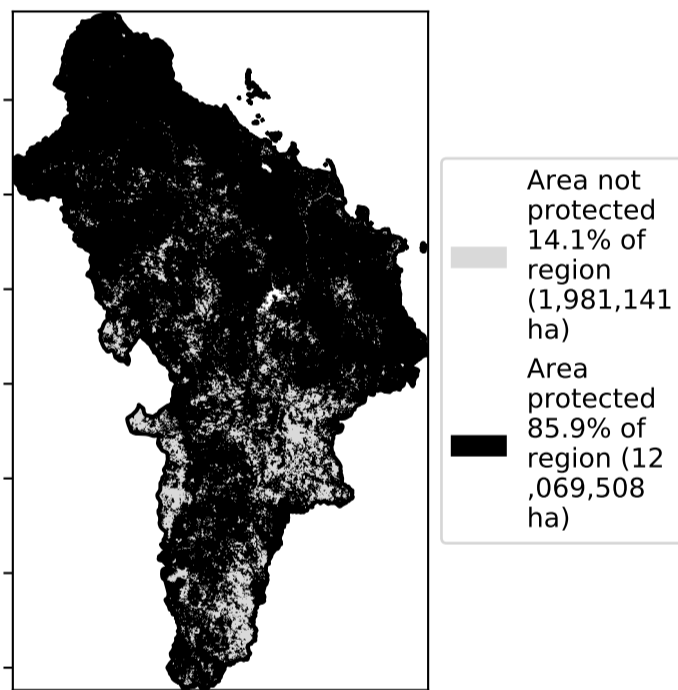 Area not
protected
14.1% of
region
(1,981,141
ha)
Area
protected
85.9% of
region (12
,069,508
ha)